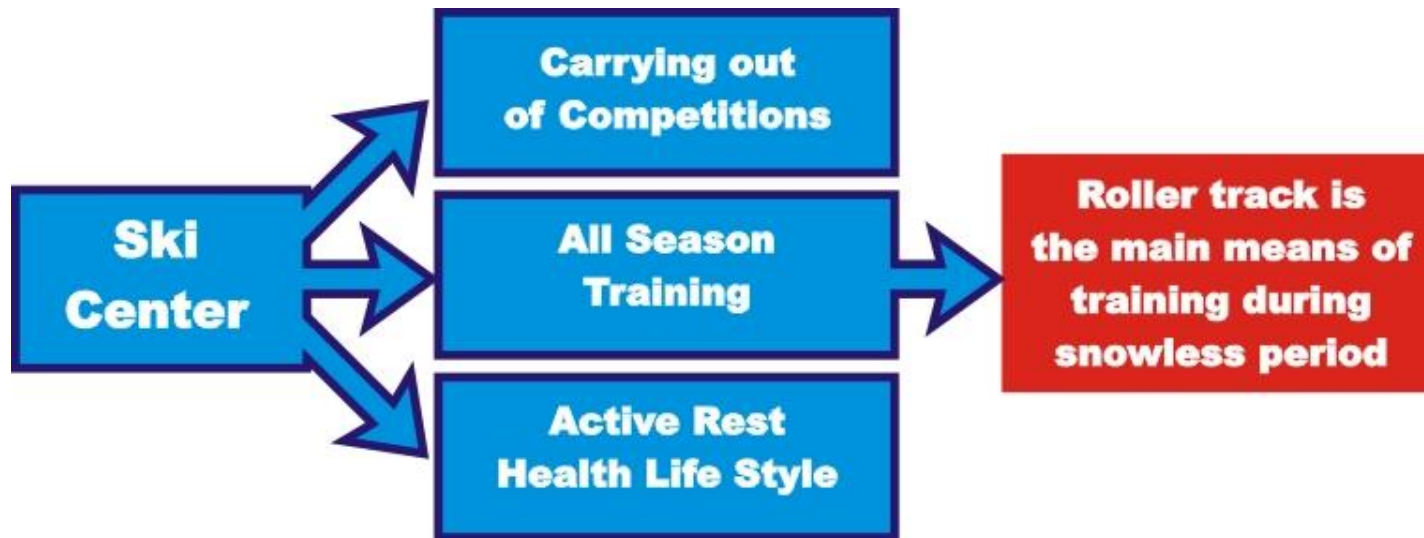 Ski
Center
Carrying out
of Competitions
All Season
Training
Active Rest
Health Life Style
Roller track is
the main means of
training during
snowless period